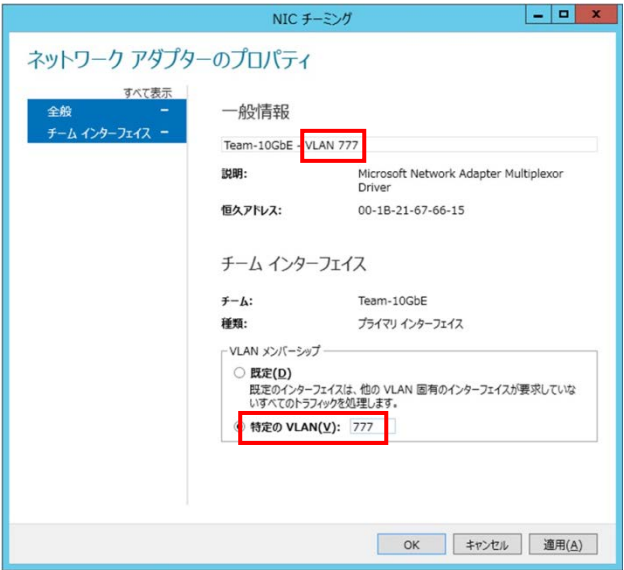 NIC チーミング
ネットワーク アダプターのプロパティ
すべて表示
全般
チーム インターフェイス
一般情報
Team-10GbE - VLAN 777
説明: Microsoft Network Adapter Multiplexor
Driver
恒久アドレス: 00-1B-21-67-66-15
チーム インターフェイス
チーム: Team-10GbE
種類: プライマリ インターフェイス
VLAN メンバーシップ
既定(D)
既定のインターフェイスは、他の VLAN 固有のインターフェイスが要求していな
いすべてのトラフィックを処理します。
特定の VLAN(V): 777
OK キャンセル 適用(A)